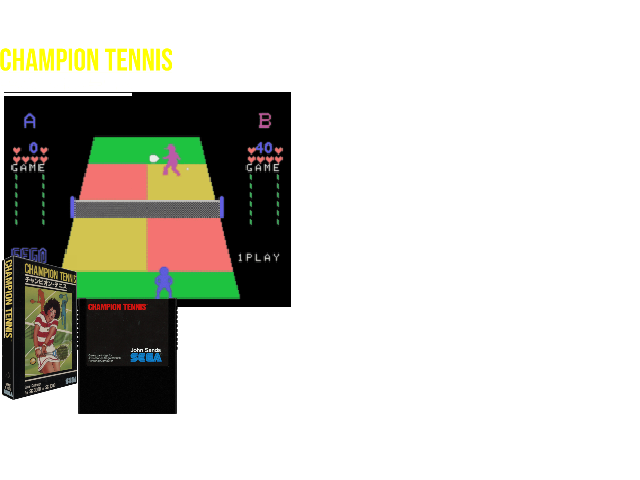 CHAMPION TENNIS
A
B
0
40
GAME
GAME
SEGA
1PLAY
CHAMPION TENNIS
チャンピオン・テニス
CHAMPION TENNIS
SEGA
CHAMPION TENNIS
John Sands
SEGA